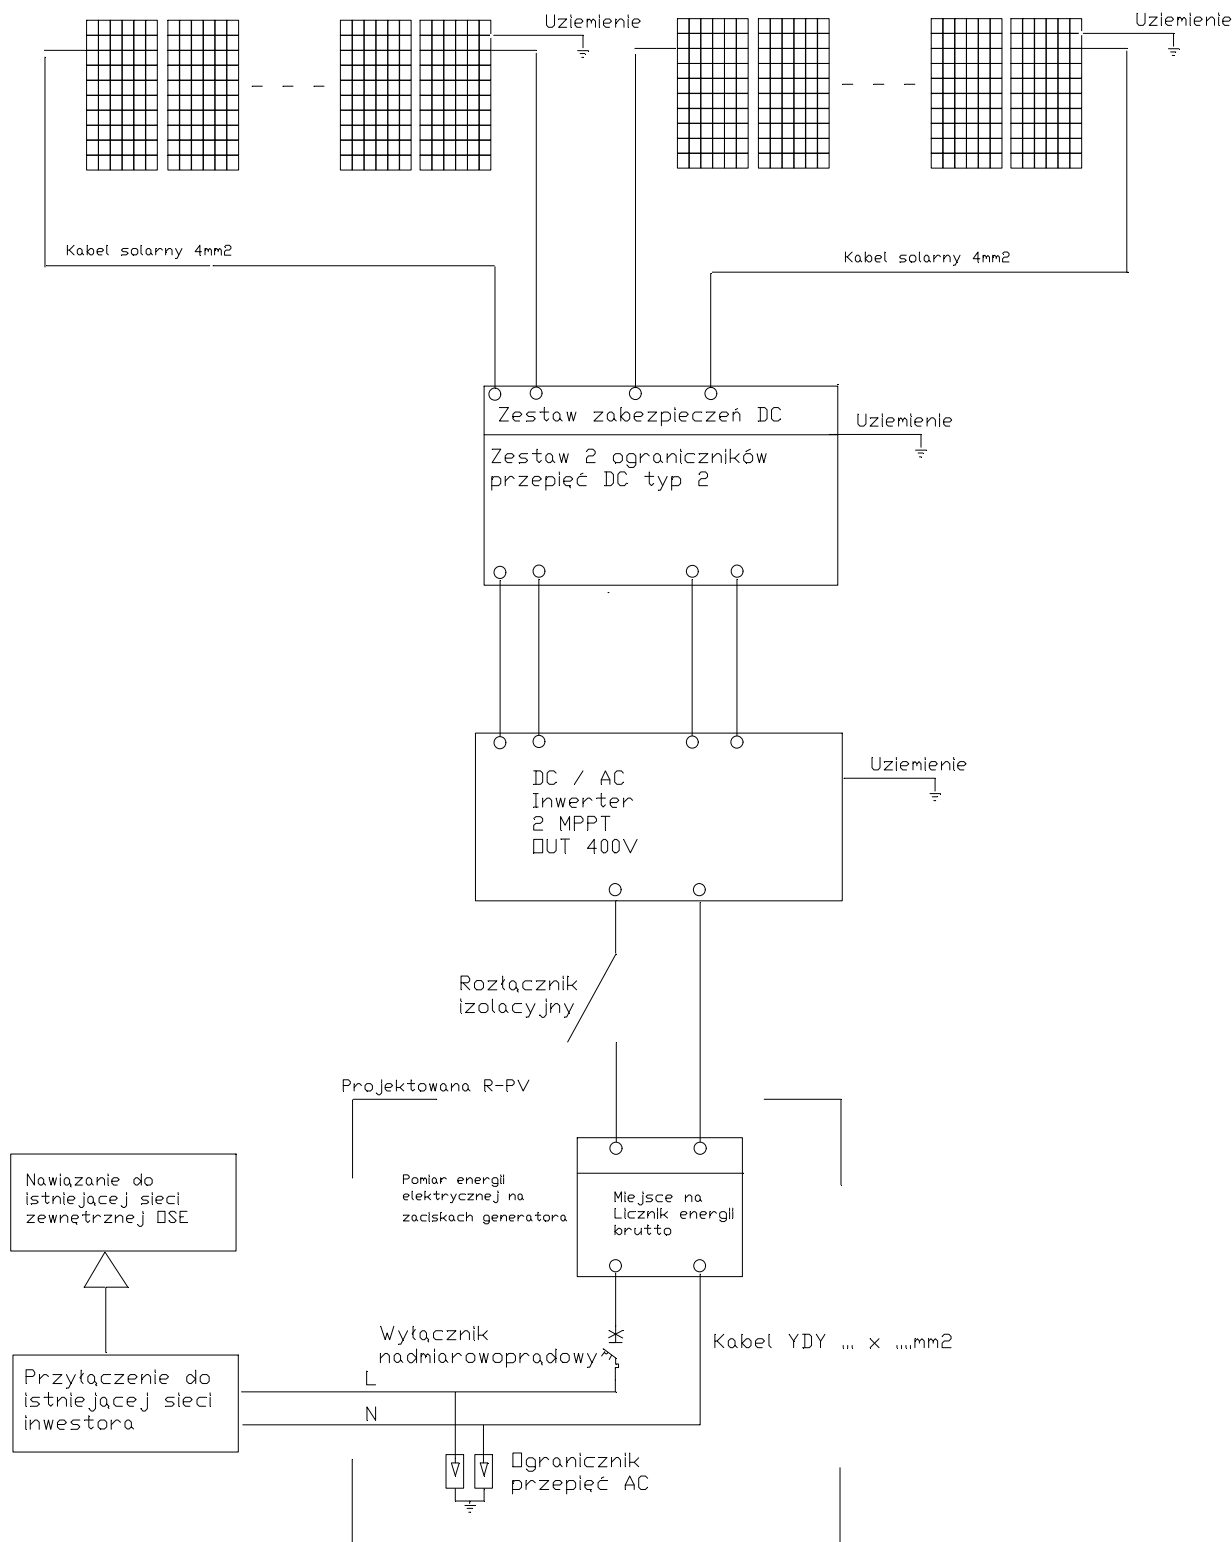 Uziemienie
Uziemienie
Kabel solarny 4mm2
Kabel solarny 4mm2
Zestaw zabezpieczeń DC
Uziemienie
Zestaw 2 ograniczników
przepięć DC typ 2
Uziemienie
DC / AC
Inwerter
2 MPPT
OUT 400V
Rozłącznik
izolacyjny
Projektowana R-PV
Nawiązanie do
istniejącej sieci
zewnętrznej OSE
Pomiar energii
elektrycznej na
zaciskach generatora
Miejsce na
Licznik energii
brutto
Wyłącznik
nadmiarowoprądowy
Kabel YDY ... x ....mm2
Przyłączenie do
istniejącej sieci
inwestora
L
N
Ogranicznik
przepięć AC